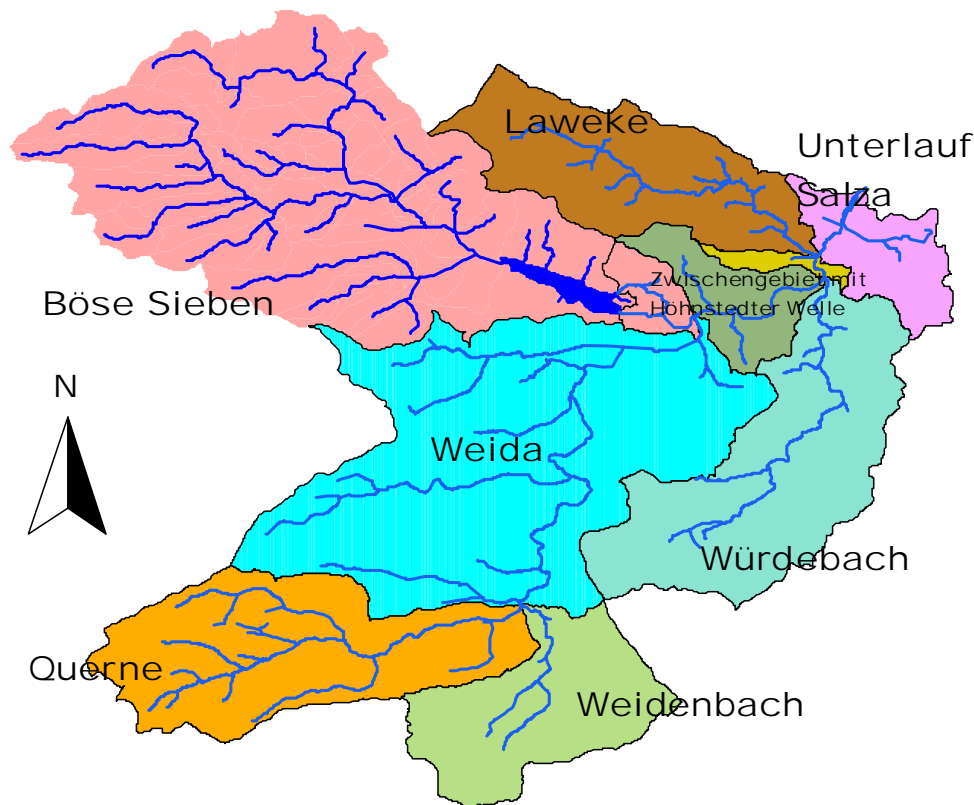 Laweke
Unterlauf
Salza
Zwischengebiet mit
Höhnstedter Welle
Böse Sieben
N
Weida
Würdebach
Querne
Weidenbach